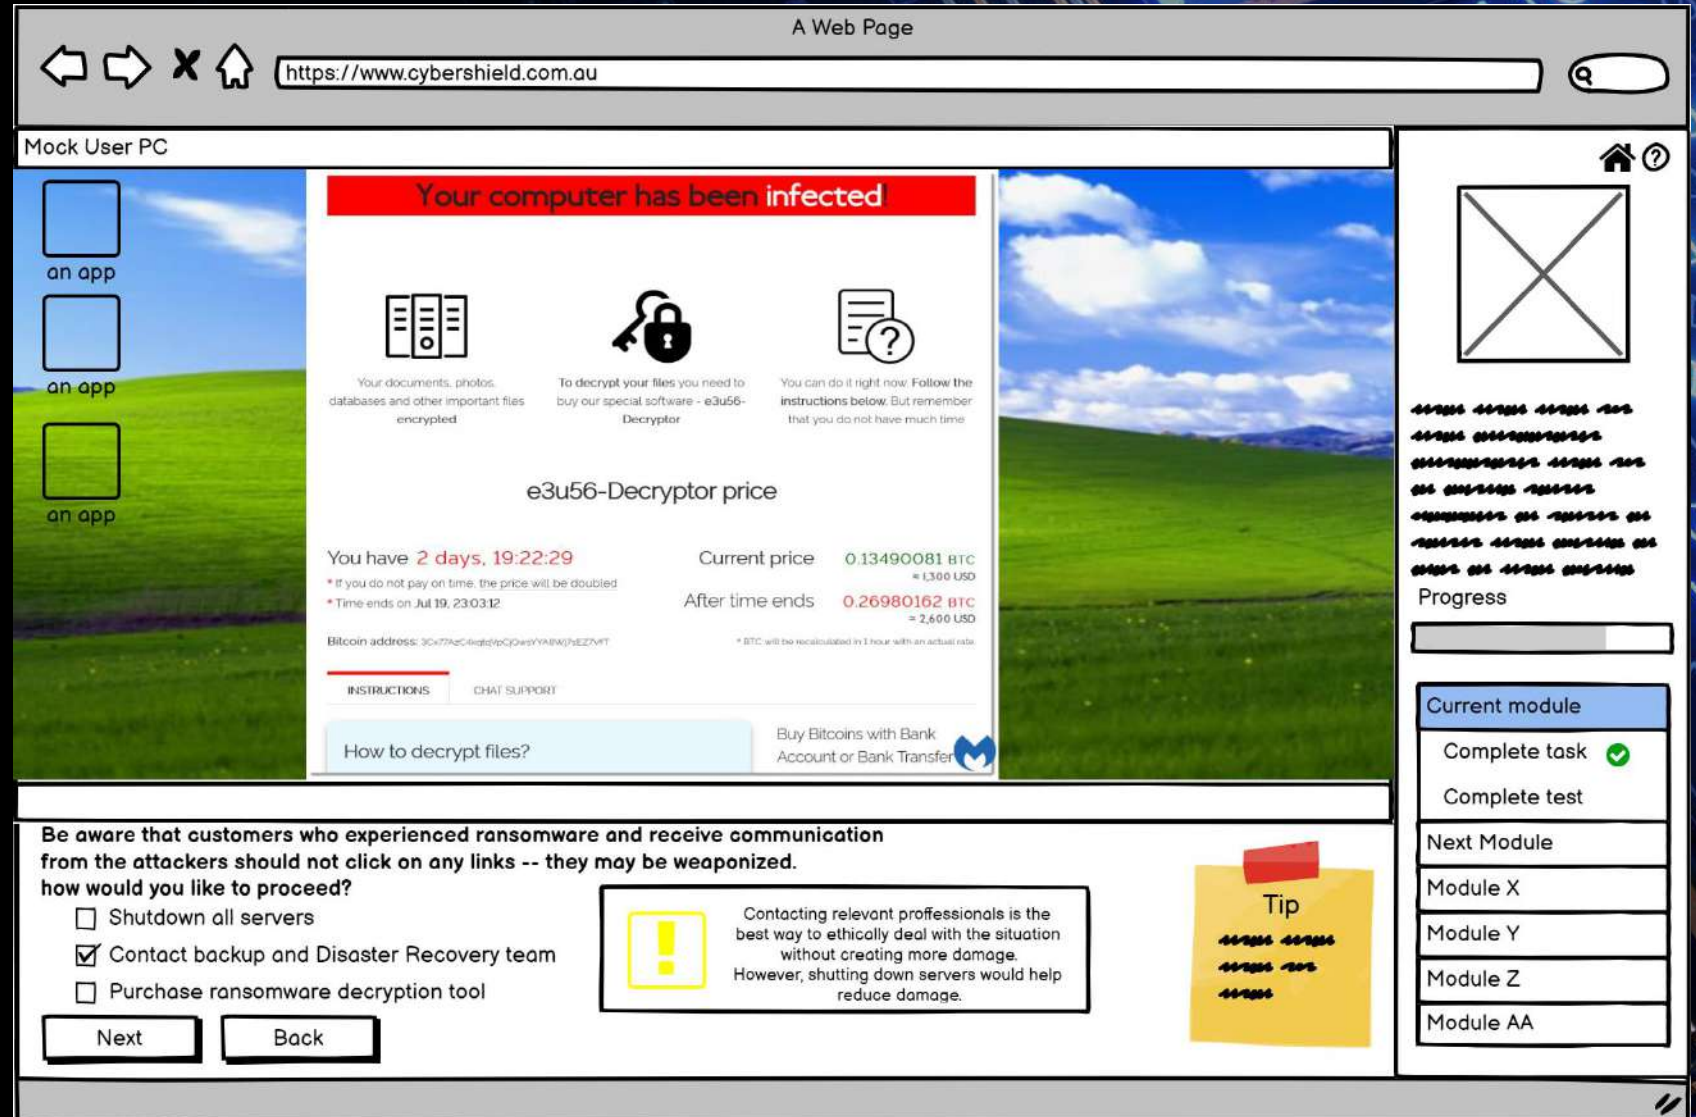 A Web Page
https://www.cybershield.com.au
Mock User PC
an app
an app
an app
Your computer has been infected!
Your documents, photos,
databases and other important files
encrypted
To decrypt your files you need to
buy our special software - e3u56-
Decryptor
You can do it right now. Follow the
instructions below. But remember
that you do not have much time
e3u56-Decryptor price
You have 2 days, 19:22:29
* If you do not pay on time, the price will be doubled
* Time ends on Jul 19, 23:03:12
Current price 0.13490081 BTC
≈ 1,300 USD
After time ends 0.26980162 BTC
≈ 2,600 USD
Bitcoin address:
* BTC will be recalculated in 1 hour with an actual rate.
INSTRUCTIONS
CHAT SUPPORT
How to decrypt files?
Buy Bitcoins with Bank
Account or Bank Transfer
Be aware that customers who experienced ransomware and receive communication
from the attackers should not click on any links -- they may be weaponized.
how would you like to proceed?
Shutdown all servers
Contact backup and Disaster Recovery team
Purchase ransomware decryption tool
Next
Back
Contacting relevant proffessionals is the
best way to ethically deal with the situation
without creating more damage.
However, shutting down servers would help
reduce damage.
Tip
Progress
Current module
Complete task
Complete test
Next Module
Module X
Module Y
Module Z
Module AA